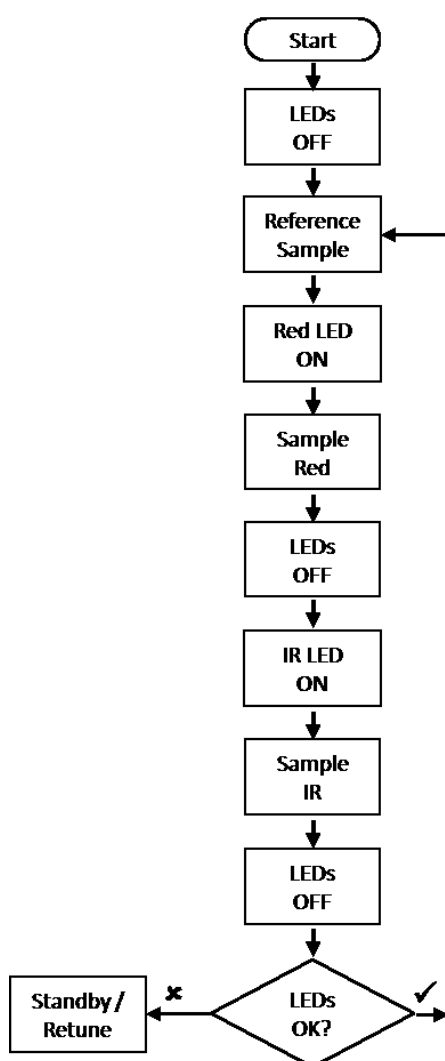 Start
LEDs
OFF
Reference
Sample
Red LED
ON
Sample
Red
LEDs
OFF
IR LED
ON
Sample
IR
LEDs
OFF
LEDs
OK?
Standby /
Retune